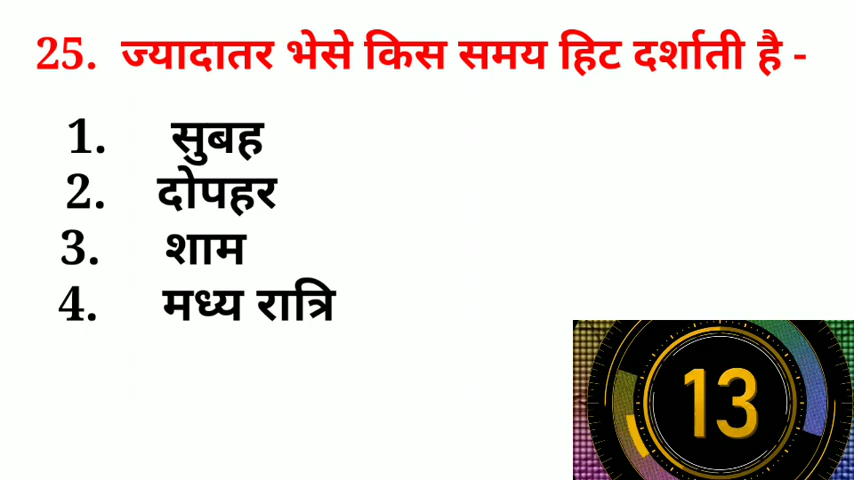 25. ज्यादातर भेसे किस समय हिट दर्शाती है -
1. सुबह
2. दोपहर
3. शाम
4. मध्य रात्रि
13